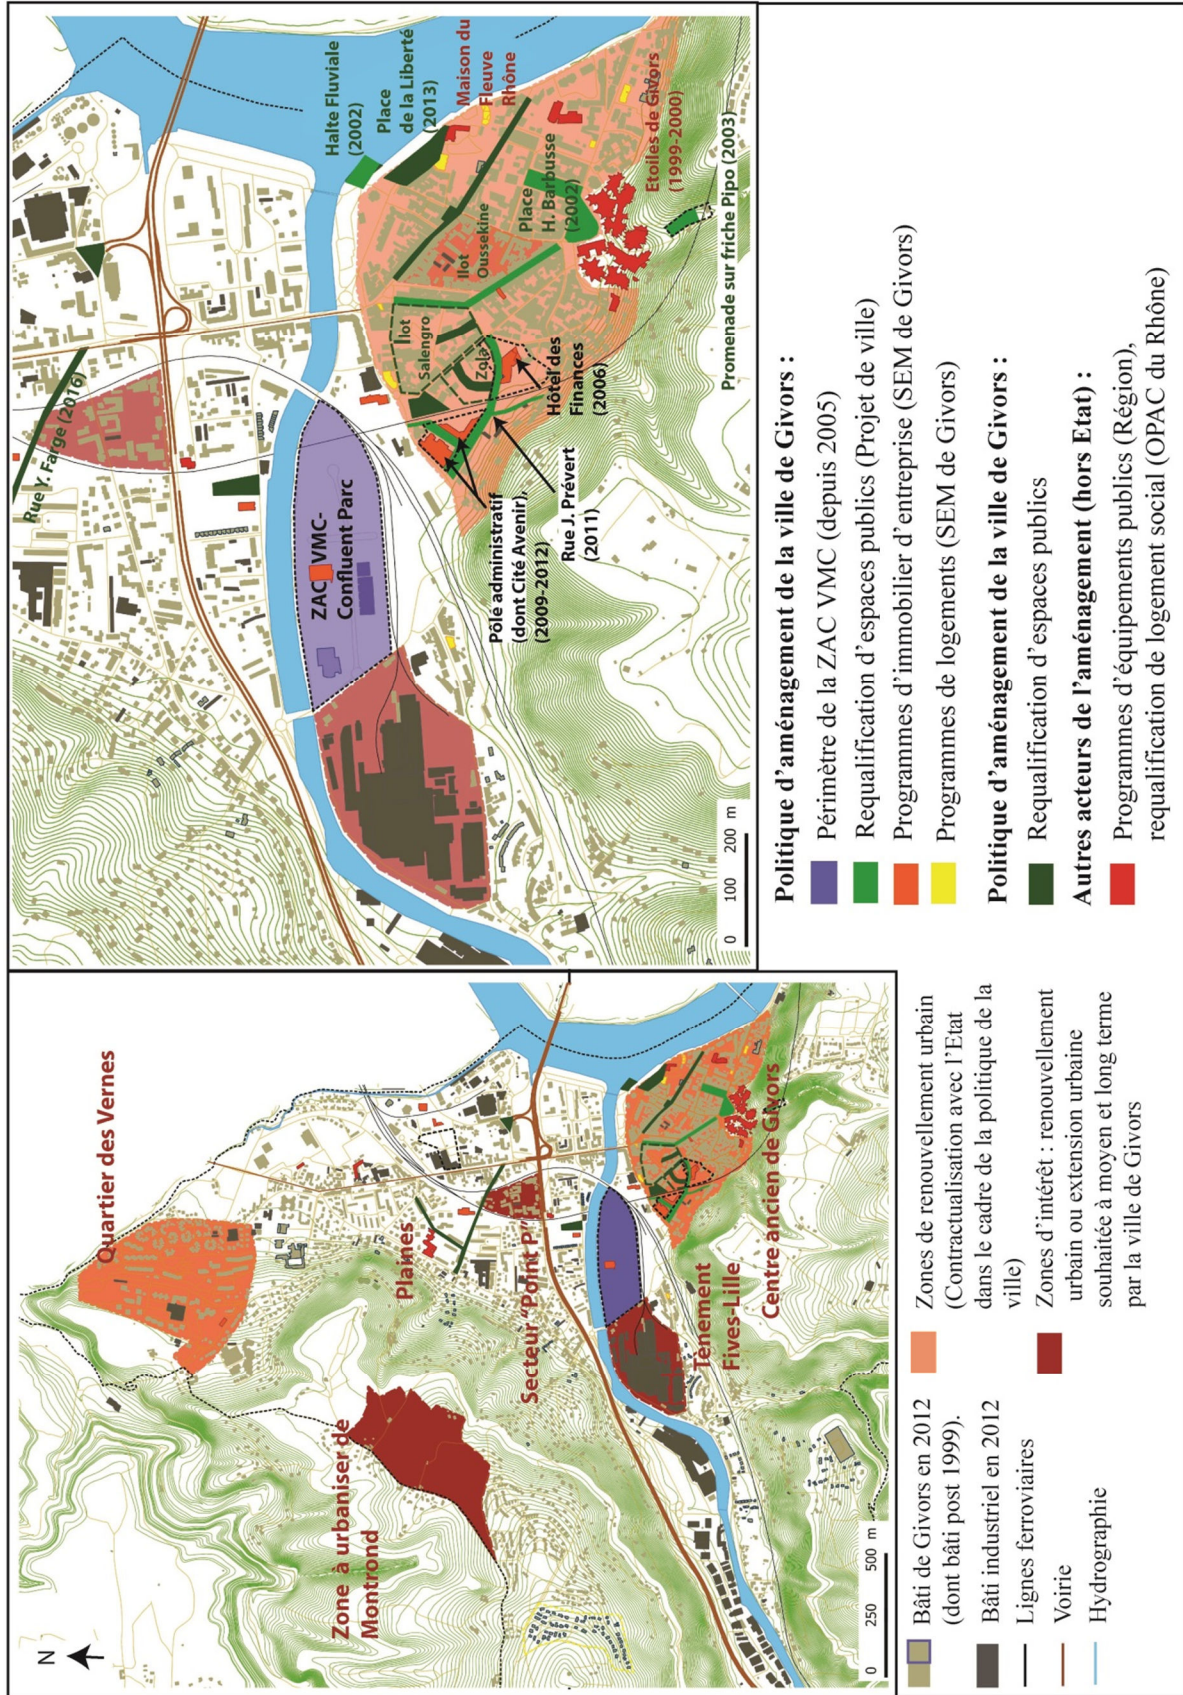 N
Quartier des Vernes
Zone à urbaniser de
Montrond
Plaines
Secteur "Point P"
Tenement
Fives-Lille
Centre ancien de Givors
0 250 500 m
Rue Y. Farge (2016)
Halte Fluviale
(2002)
Place
de la Liberté
(2013)
Maison du
Fleuve
Rhône
ZAC VMC-
Confluent Parc
Ilot
Salengro
Zola
Ilot
Oussekine
Place
H. Barbusse
(2002)
Etoiles de Givors
(1999-2000)
Pôlé administratif
(dont Cité Avenir),
(2009-2012)
Rue J. Prévert
(2011)
Hôtel des
Finances
(2006)
Promenade sur friche Pipo (2003)
0 100 200 m
Bâti de Givors en 2012
(dont bâti post 1999).
Bâti industriel en 2012
Lignes ferroviaires
Voirie
Hydrographie
Zones de renouvellement urbain
(Contractualisation avec l'Etat
dans le cadre de la politique de la
ville)
Zones d'intérêt : renouvellement
urbain ou extension urbaine
souhaitée à moyen et long terme
par la ville de Givors
Politique d'aménagement de la ville de Givors :
Périmètre de la ZAC VMC (depuis 2005)
Requalification d'espaces publics (Projet de ville)
Programmes d'immobilier d'entreprise (SEM de Givors)
Programmes de logements (SEM de Givors)
Politique d'aménagement de la ville de Givors :
Requalification d'espaces publics
Autres acteurs de l'aménagement (hors Etat) :
Programmes d'équipements publics (Région),
requalification de logement social (OPAC du Rhône)